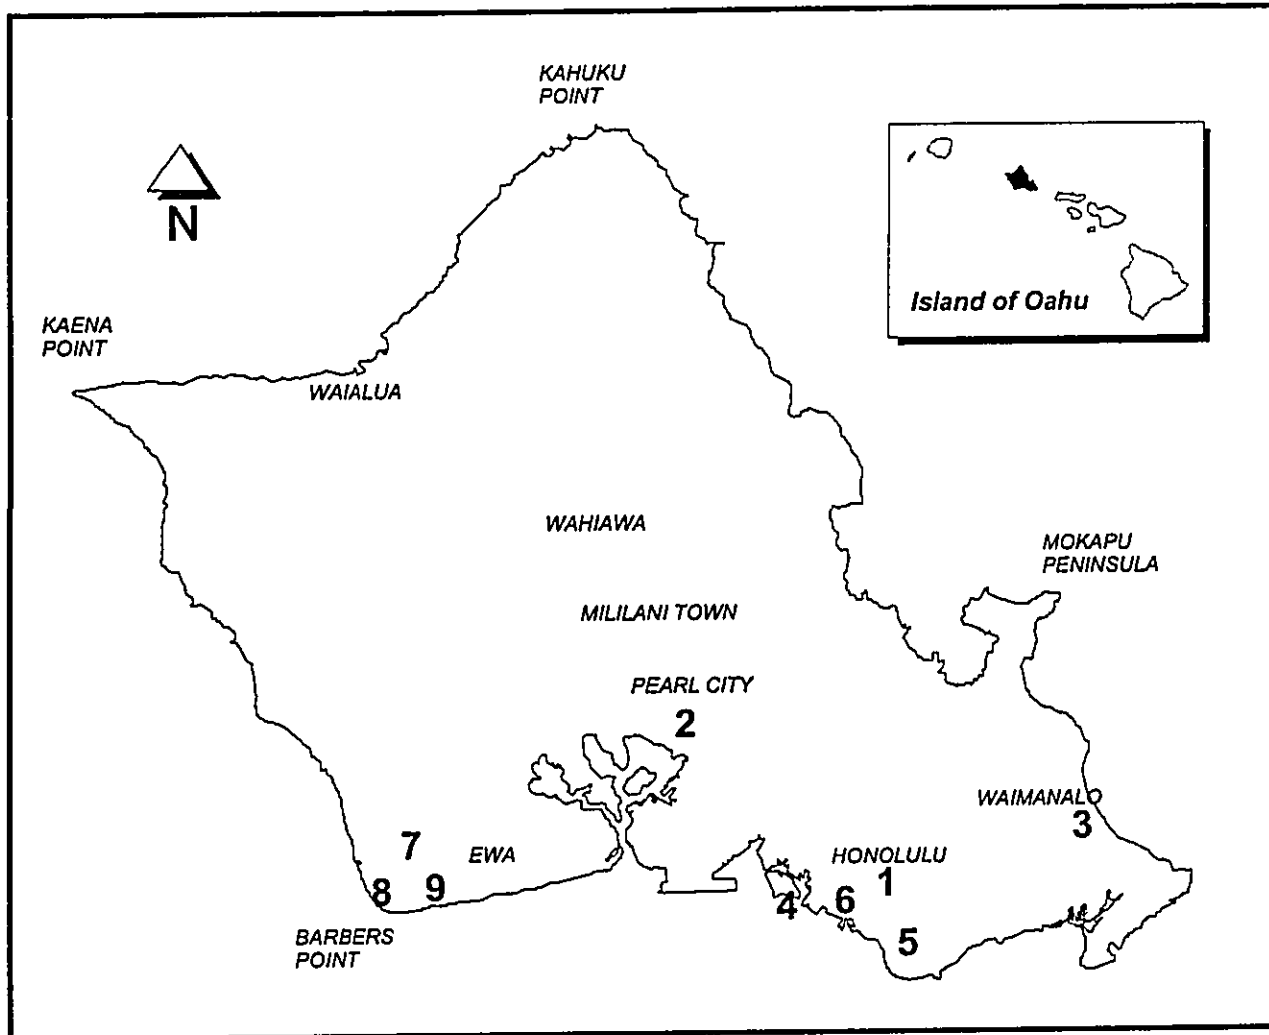 KAHUKU
POINT
N
Island of Oahu
KAENA
POINT
WAIALUA
WAHIAWA
MOKAPU
PENINSULA
MILILANI TOWN
PEARL CITY
2
WAIMANALO
3
7
EWA
HONOLULU
1
8
9
4
6
5
BARBERS
POINT